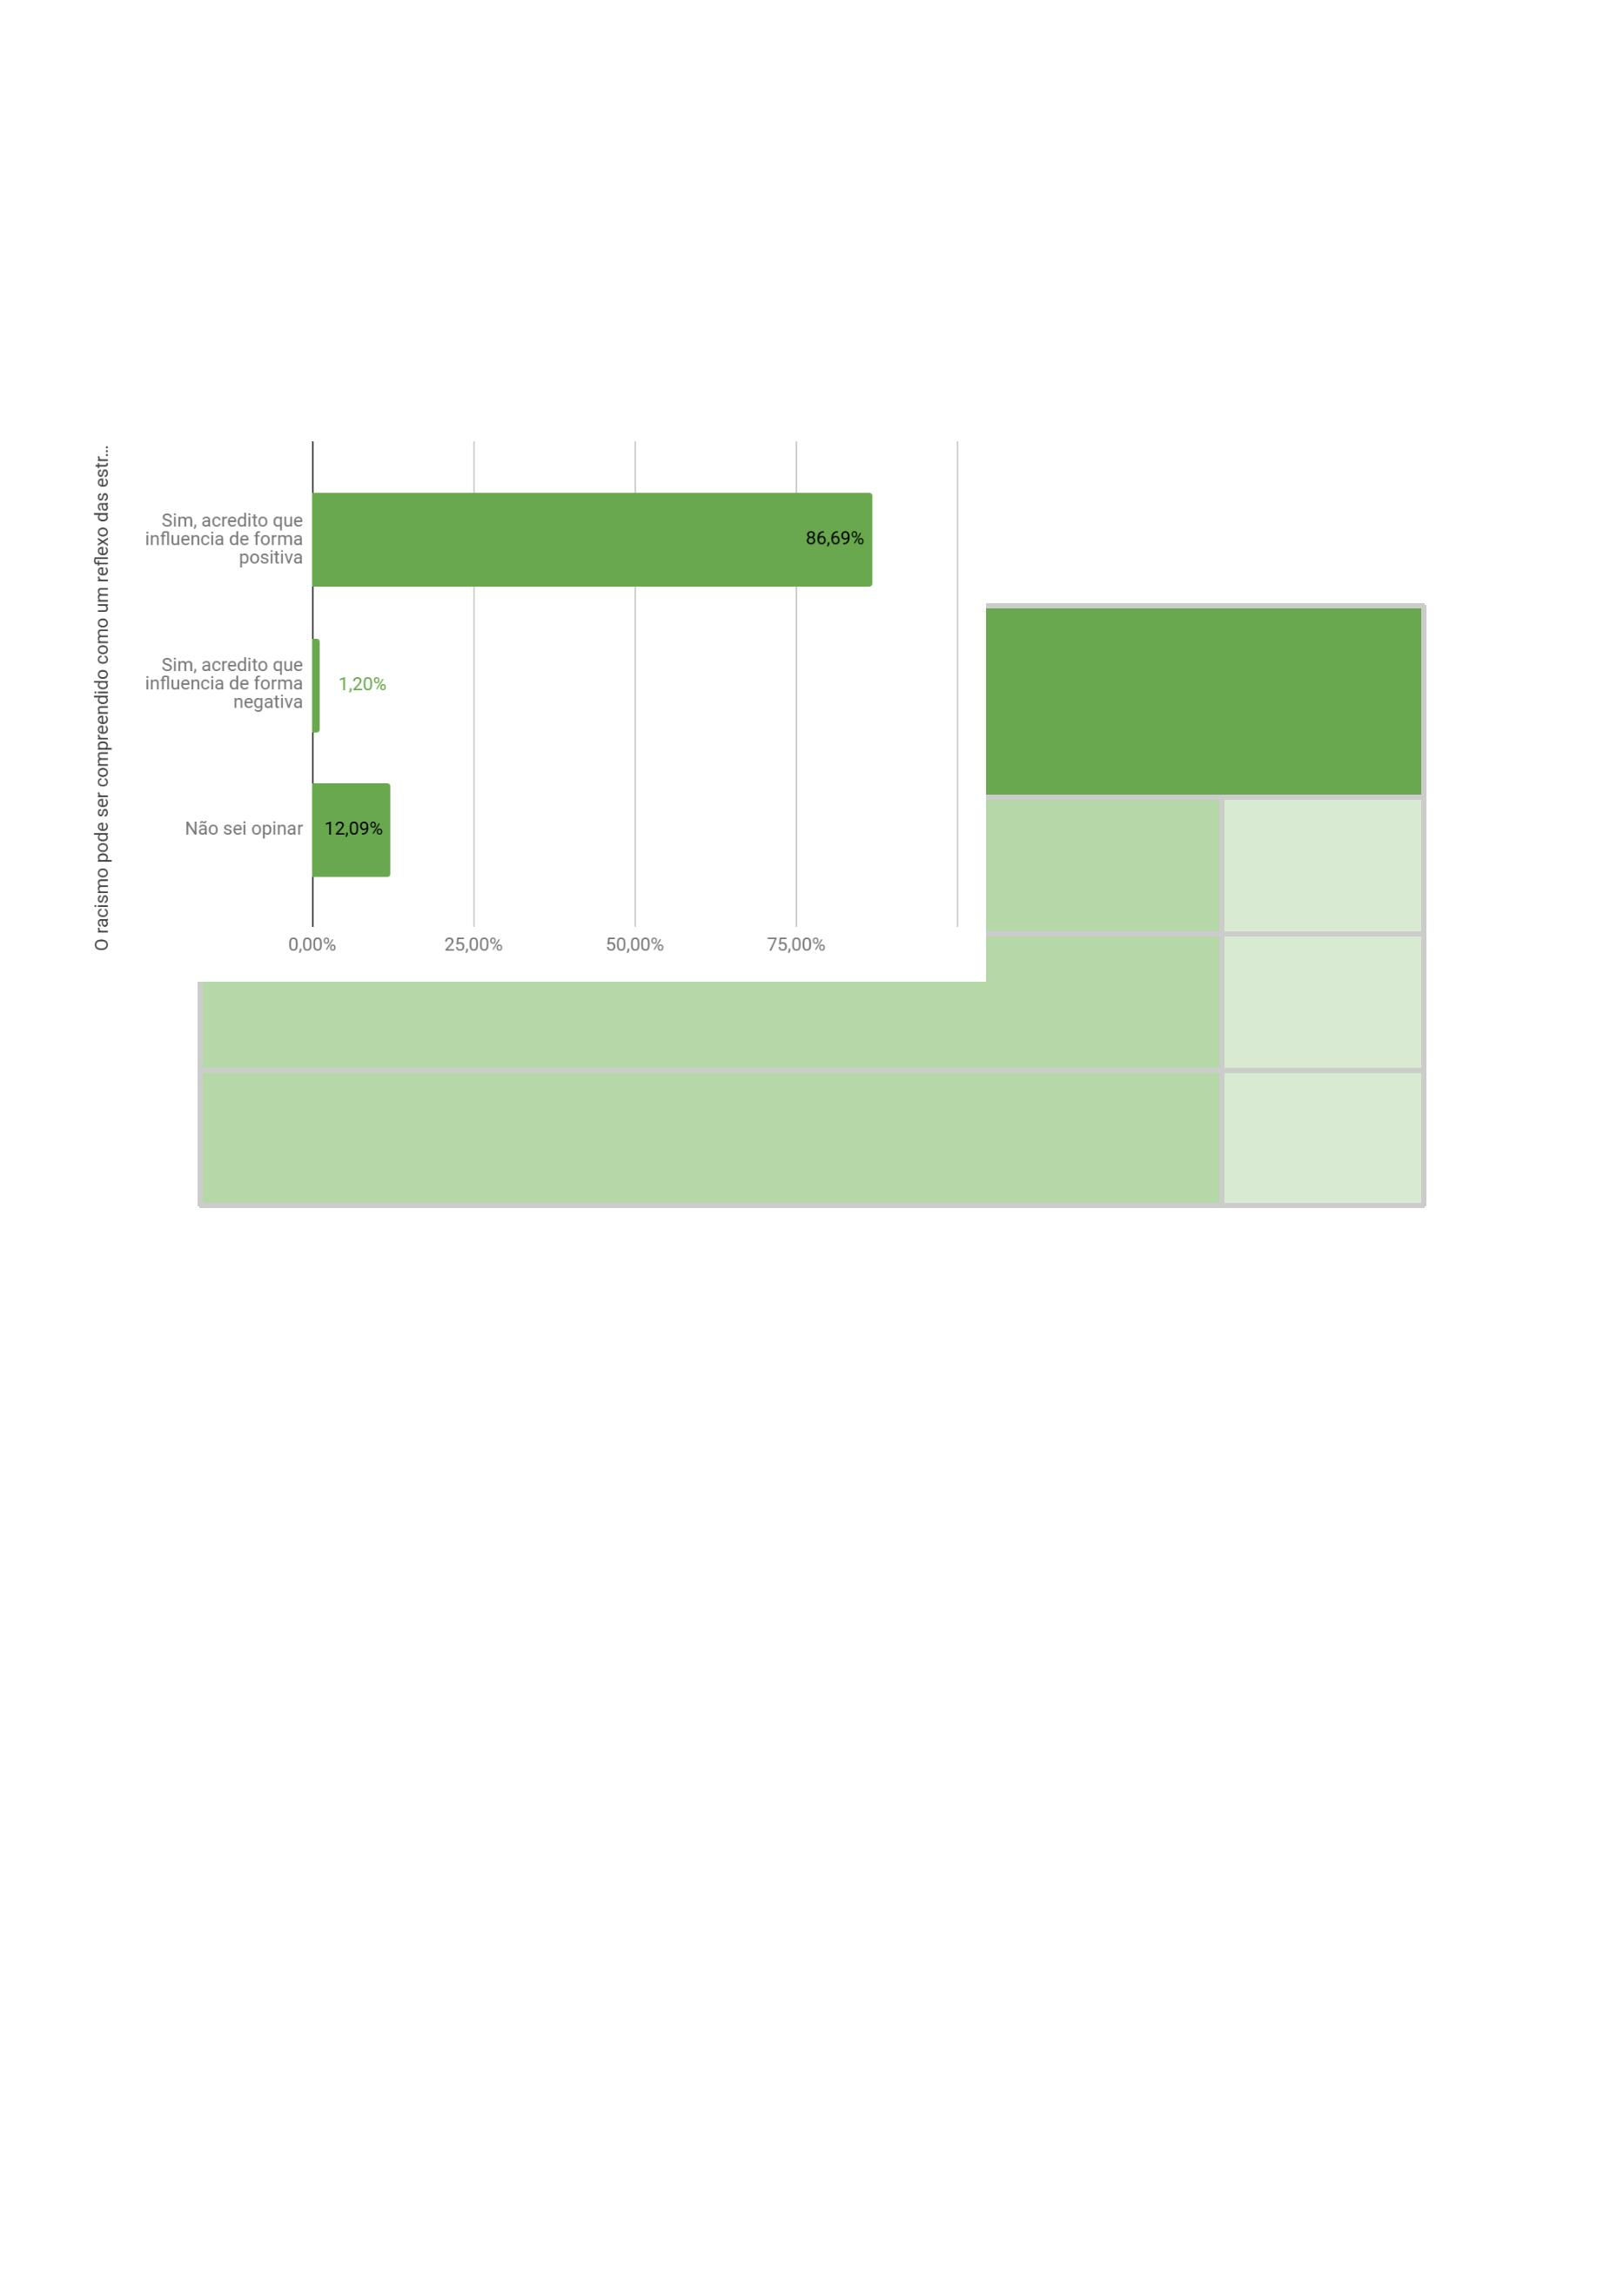 O racismo pode ser compreendido como um reflexo das estr...
Sim, acredito que
influencia de forma
positiva
86,69%
Sim, acredito que
influencia de forma
negativa
1,20%
Não sei opinar
12,09%
0,00%
25,00%
50,00%
75,00%